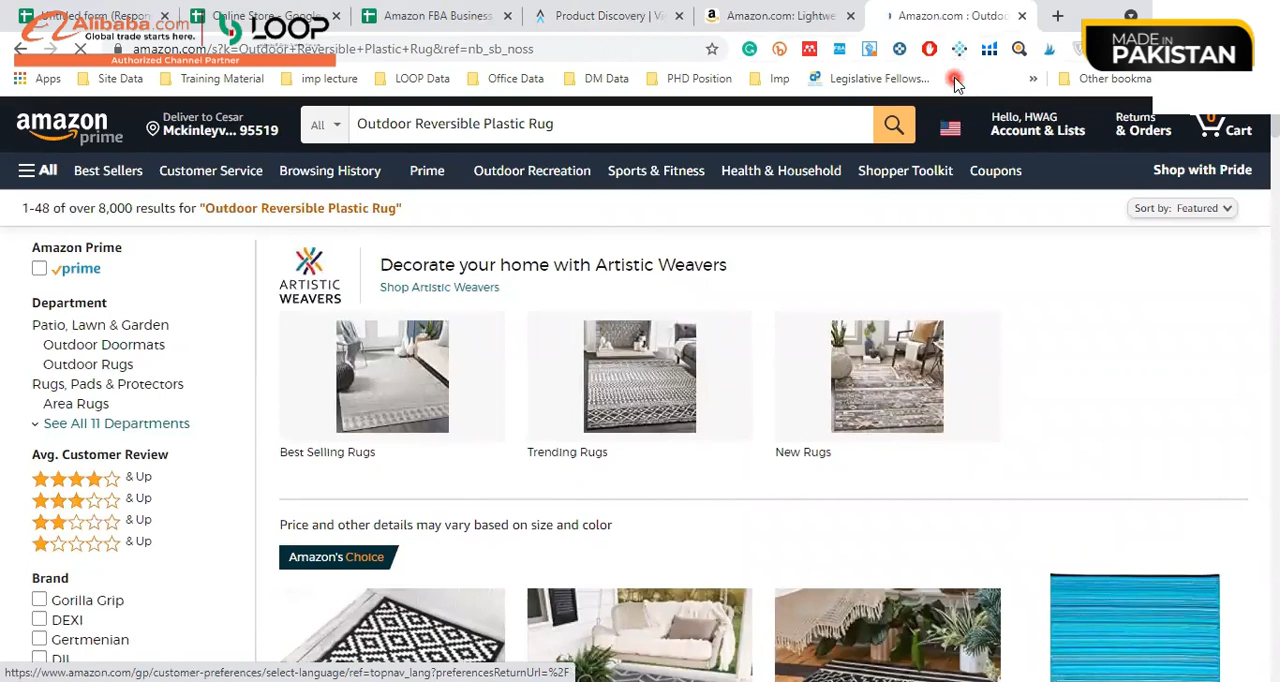 Untitled form (Respon
Online Store - Google
Amazon FBA Business
Product Discovery | Vi
Amazon.com: Lightwe
Amazon.com : Outdoo
Alibaba.com
Global trade starts here.
Authorized Channel Partner
LOOP
amazon.com/s?k=Outdoor+Reversible+Plastic+Rug&ref=nb_sb_noss
MADE IN
PAKISTAN
Apps
Site Data
Training Material
imp lecture
LOOP Data
Office Data
DM Data
PHD Position
Imp
Legislative Fellows...
»
Other bookma
amazon
prime
Deliver to Cesar
Mckinleyv... 95519
All
Outdoor Reversible Plastic Rug
Hello, HWAG
Account & Lists
Returns
& Orders
0
Cart
All
Best Sellers
Customer Service
Browsing History
Prime
Outdoor Recreation
Sports & Fitness
Health & Household
Shopper Toolkit
Coupons
Shop with Pride
1-48 of over 8,000 results for "Outdoor Reversible Plastic Rug"
Sort by: Featured
Amazon Prime
prime
Department
Patio, Lawn & Garden
Outdoor Doormats
Outdoor Rugs
Rugs, Pads & Protectors
Area Rugs
See All 11 Departments
Avg. Customer Review
& Up
& Up
& Up
& Up
Brand
Gorilla Grip
DEXI
Gertmenian
ARTISTIC
WEAVERS
Decorate your home with Artistic Weavers
Shop Artistic Weavers
Best Selling Rugs
Trending Rugs
New Rugs
Price and other details may vary based on size and color
Amazon's Choice
https://www.amazon.com/gp/customer-preferences/select-language/ref=topnav_lang?preferencesReturnUrl=%2F